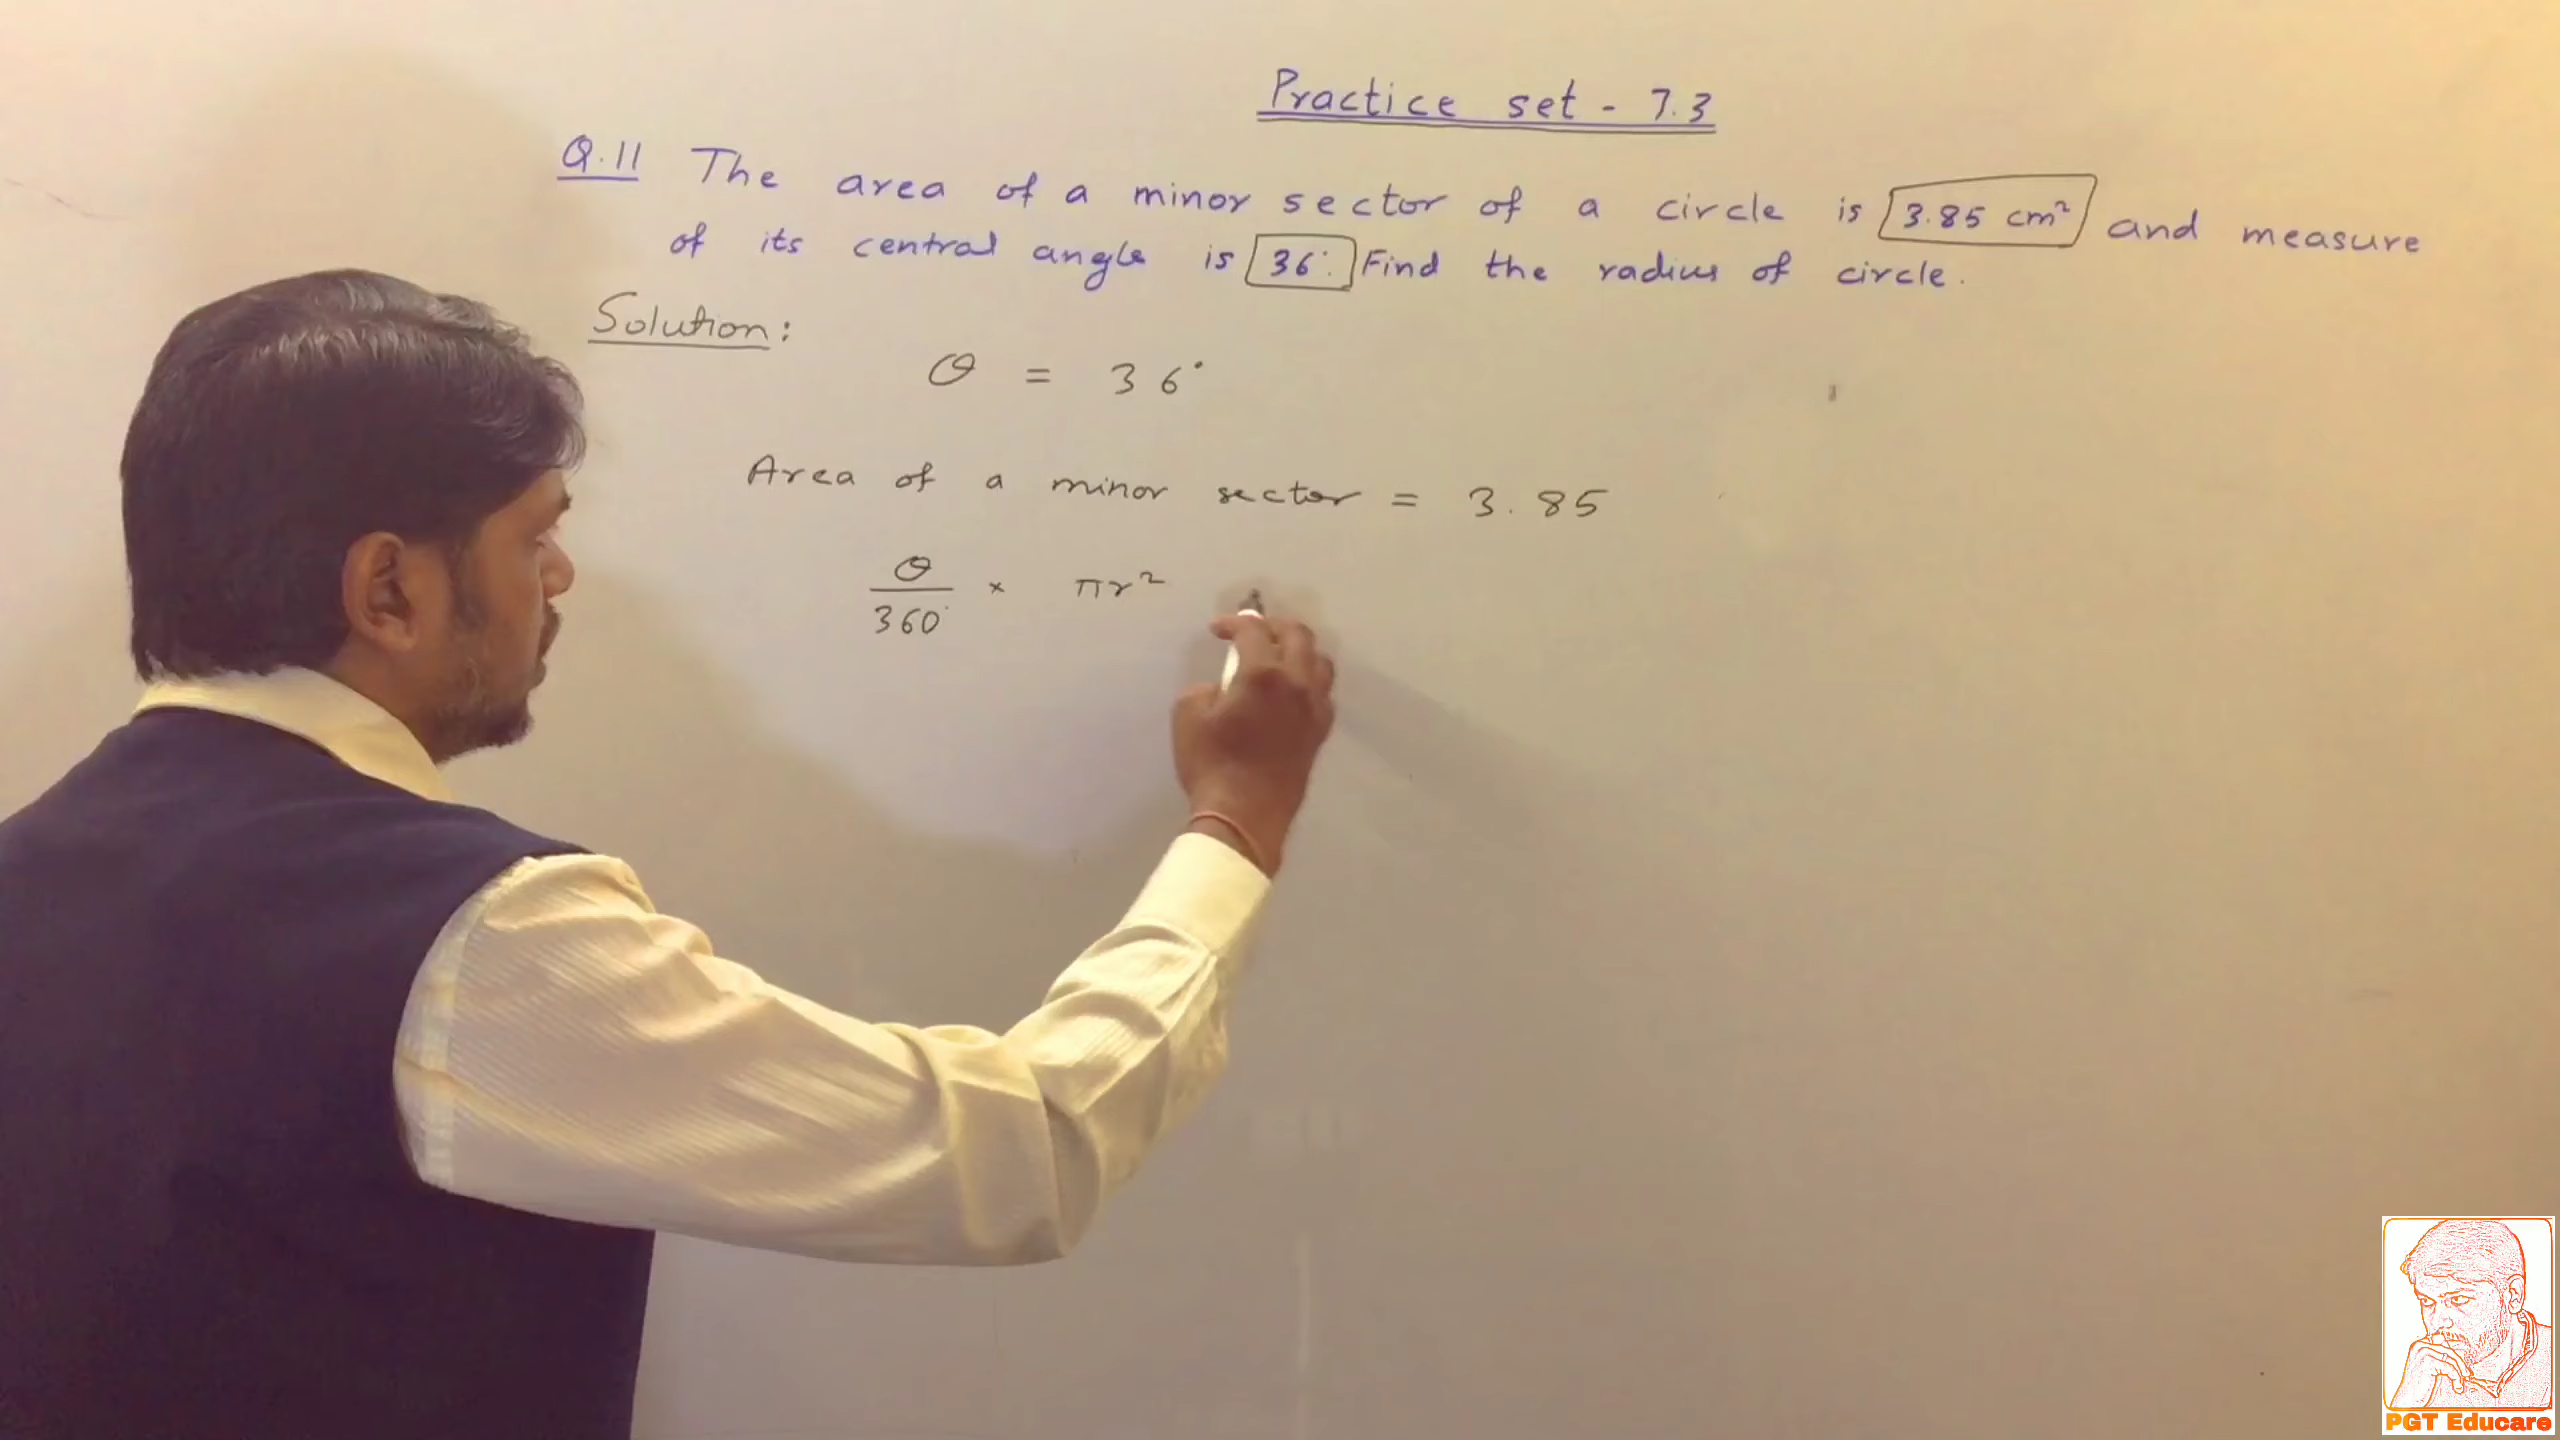 Practice set - 7.3
Q.11 The area of a minor sector of a circle is 3.85 cm² and measure
of its central angle is 36°. Find the radius of circle.
Solution:
θ = 36°
Area of a minor sector = 3.85
θ/360° × πr²
PGT Educare